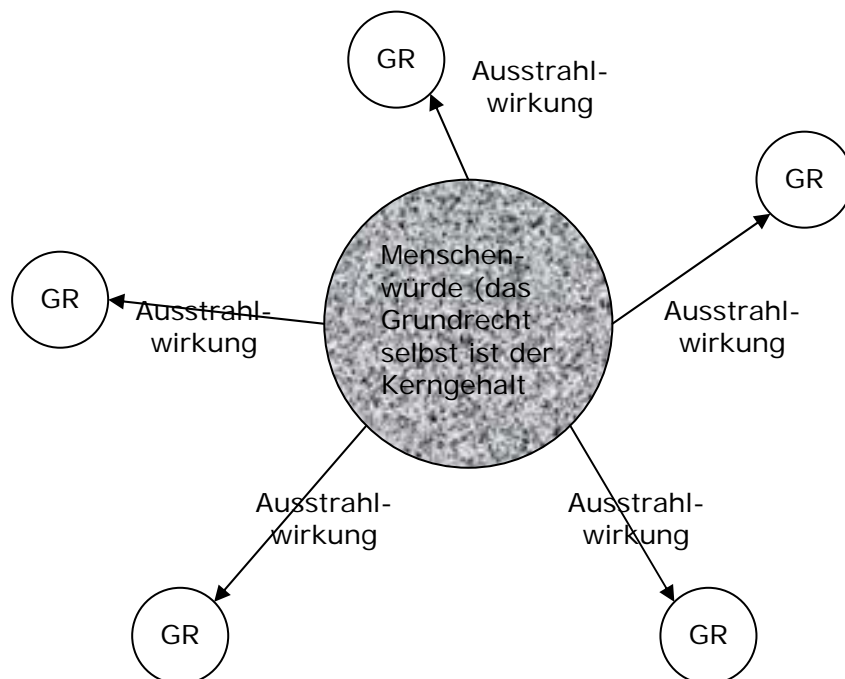 GR
Ausstrahl-
wirkung
GR
Menschen-
würde (das
Grundrecht
selbst ist der
Kerngehalt
GR
Ausstrahl-
wirkung
Ausstrahl-
wirkung
Ausstrahl-
wirkung
Ausstrahl-
wirkung
GR
GR